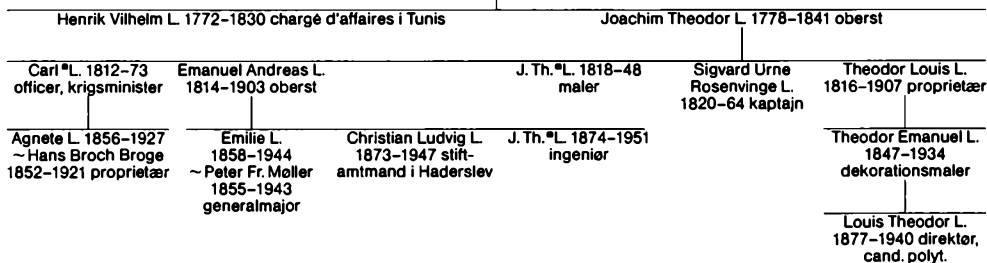 Henrik Vilhelm L. 1772–1830 chargé d'affaires i Tunis
Joachim Theodor L. 1778–1841 oberst
Carl L. 1812–73
officer, krigsminister
Emanuel Andreas L.
1814–1903 oberst
J. Th. L. 1818–48
maler
Sigvard Urne
Rosenvinge L.
1820–64 kaptajn
Theodor Louis L.
1816–1907 proprietær
Agnete L. 1856–1927
~Hans Broch Broge
1852–1921 proprietær
Emilie L.
1858–1944
~Peter Fr. Møller
1855–1943
generalmajor
Christian Ludvig L.
1873–1947 stift-
amtmand i Haderslev
J. Th. L. 1874–1951
ingeniør
Theodor Emanuel L.
1847–1934
dekorationsmaler
Louis Theodor L.
1877–1940 direktør,
cand. polyt.